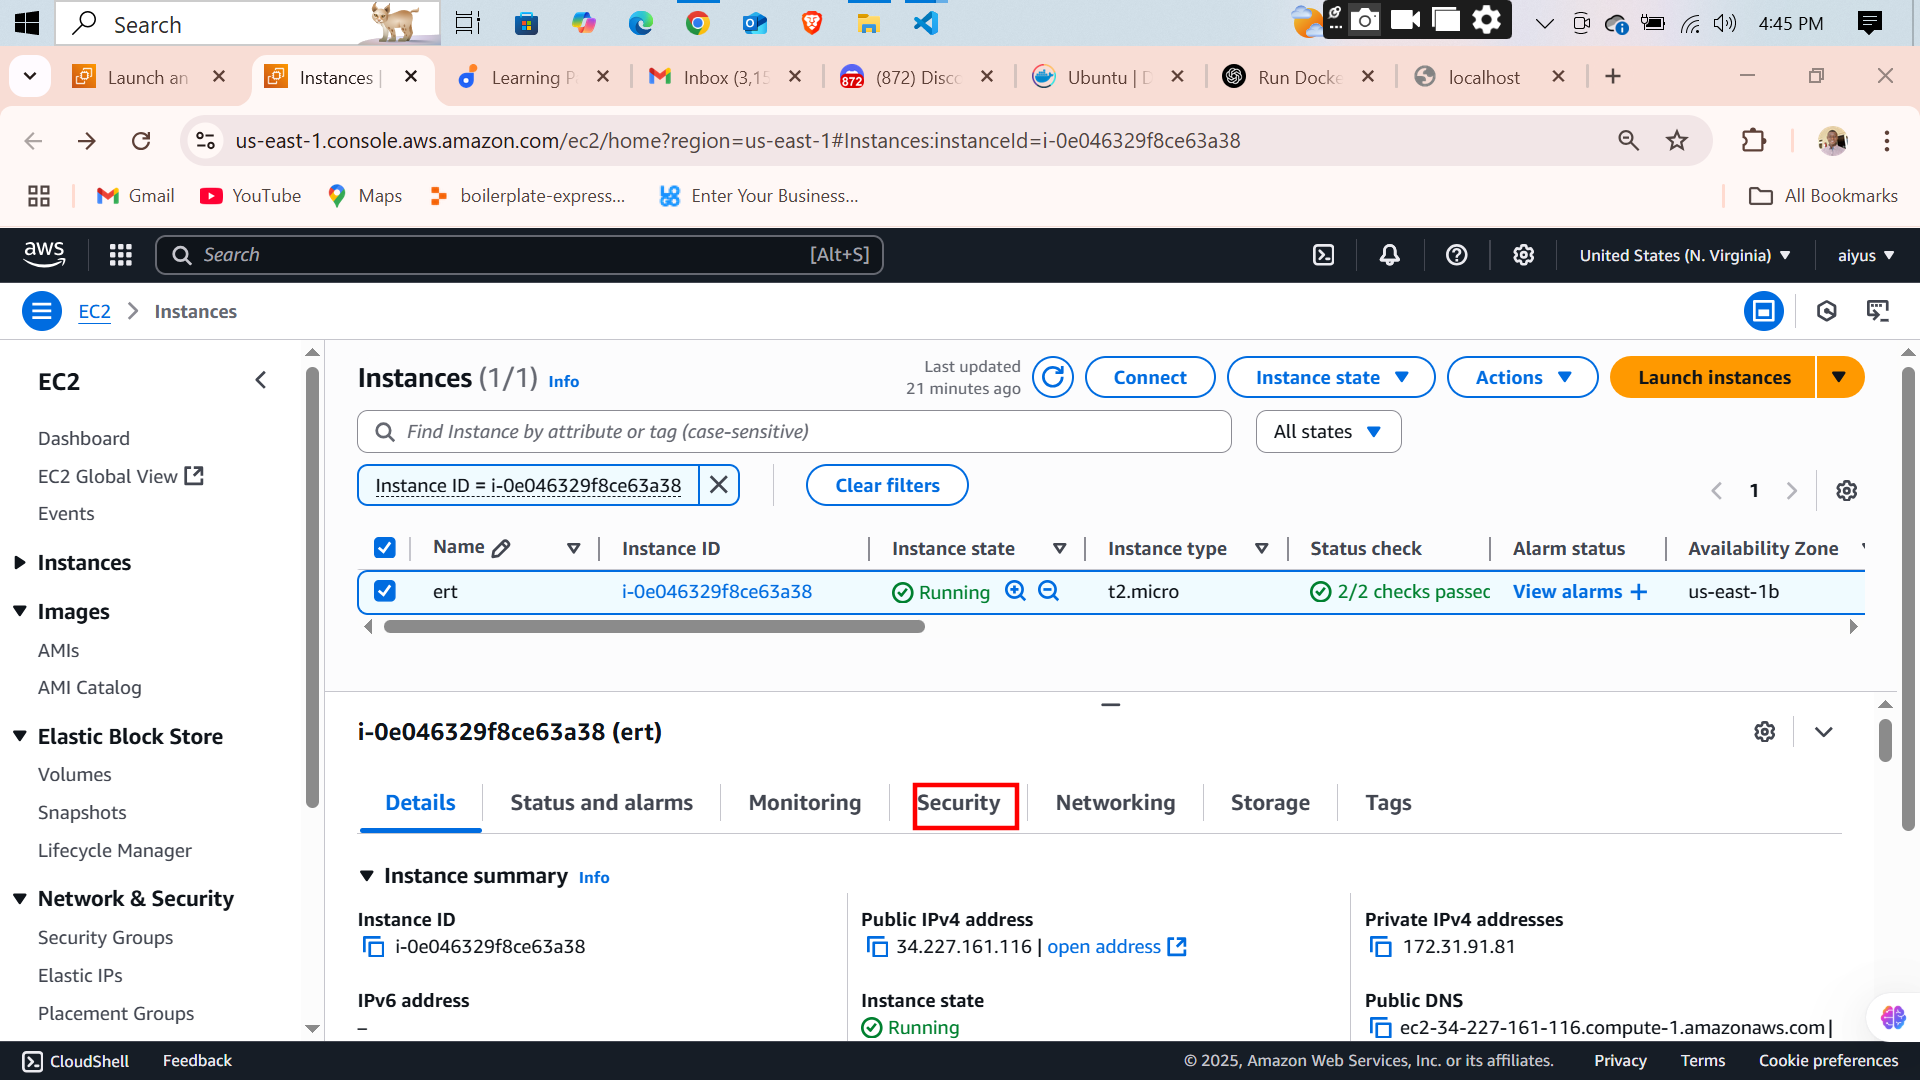 Search
4:45 PM
Launch an
Instances |
Learning P
Inbox (3,15
(872) Disco
Ubuntu | D
Run Docke
localhost
us-east-1.console.aws.amazon.com/ec2/home?region=us-east-1#Instances:instanceId=i-0e046329f8ce63a38
Gmail
YouTube
Maps
boilerplate-express...
Enter Your Business...
All Bookmarks
aws
Search
[Alt+S]
United States (N. Virginia)
aiyus
EC2
Instances
EC2
Dashboard
EC2 Global View
Events
Instances
Images
AMIs
AMI Catalog
Elastic Block Store
Volumes
Snapshots
Lifecycle Manager
Network & Security
Security Groups
Elastic IPs
Placement Groups
Instances (1/1) Info
Last updated
21 minutes ago
Connect
Instance state
Actions
Launch instances
Find Instance by attribute or tag (case-sensitive)
All states
Instance ID = i-0e046329f8ce63a38
Clear filters
1
Name
Instance ID
Instance state
Instance type
Status check
Alarm status
Availability Zone
ert
i-0e046329f8ce63a38
Running
t2.micro
2/2 checks passec
View alarms +
us-east-1b
i-0e046329f8ce63a38 (ert)
Details
Status and alarms
Monitoring
Security
Networking
Storage
Tags
Instance summary Info
Instance ID
i-0e046329f8ce63a38
Public IPv4 address
34.227.161.116 | open address
Private IPv4 addresses
172.31.91.81
IPv6 address
–
Instance state
Running
Public DNS
ec2-34-227-161-116.compute-1.amazonaws.com |
CloudShell
Feedback
© 2025, Amazon Web Services, Inc. or its affiliates.
Privacy
Terms
Cookie preferences